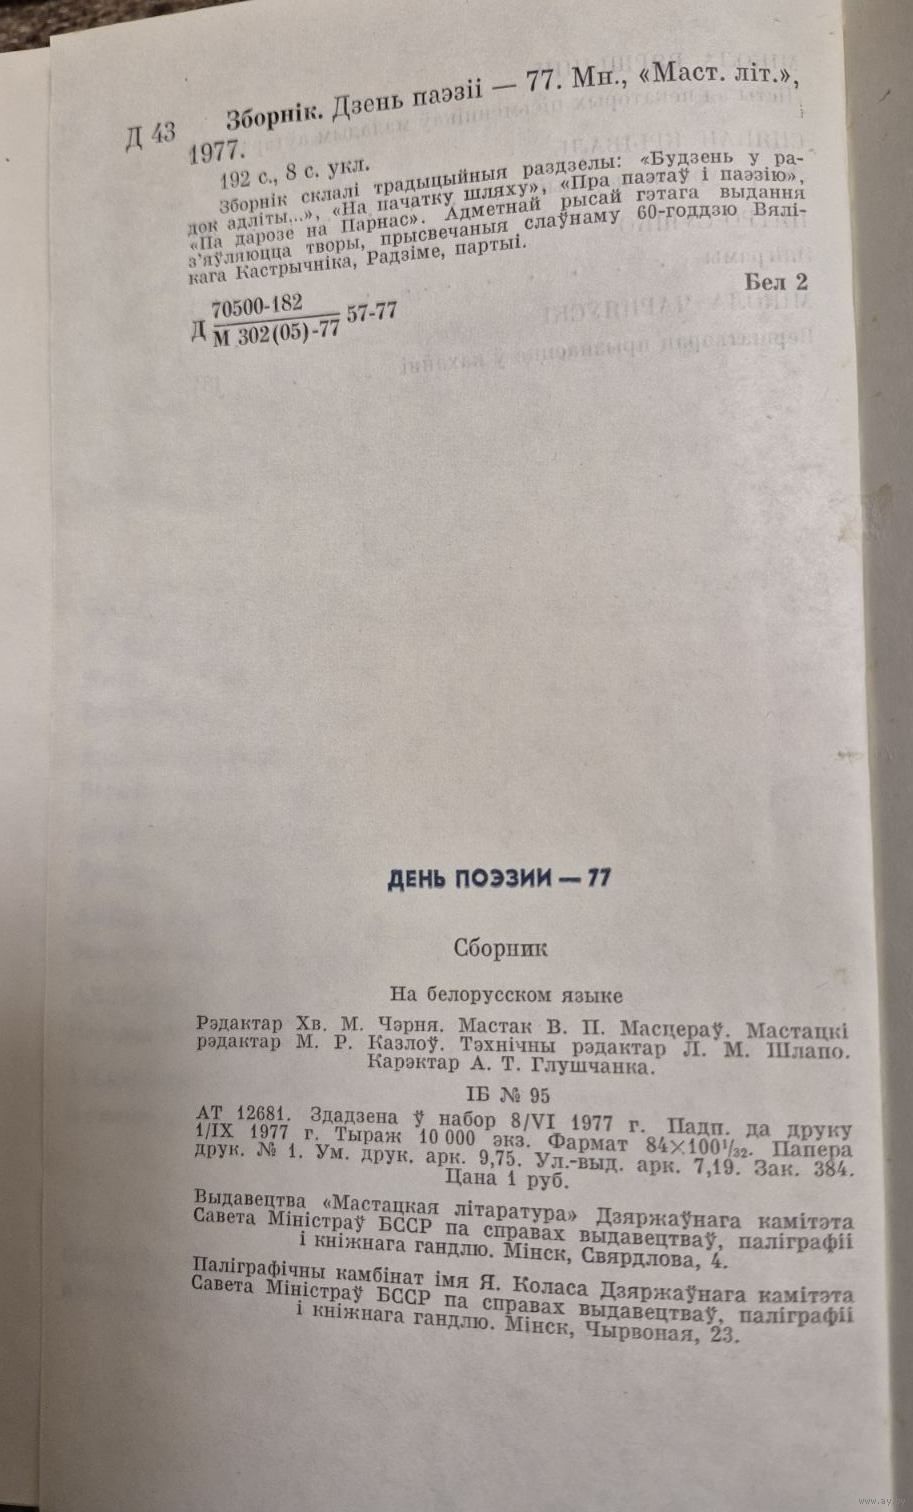 Д 43
Зборнік. Дзень паэзіі — 77. Мн., «Маст. літ.»,
1977.
192 с., 8 с. укл.
Зборнік склалі традыцыйныя раздзелы: «Будзень у ра-
док адліты...», «На пачатку шляху», «Пра паэтаў і паэзію»,
«Па дарозе на Парнас». Адметнай рысай гэтага выдання
з'яўляюцца творы, прысвечаныя слаўнаму 60-годдзю Вялі-
кага Кастрычніка, Радзіме, партыі.
Бел 2
70500-182
Д 57-77
М 302(05)-77
ДЕНЬ ПОЭЗИИ — 77
Сборник
На белорусском языке
Рэдактар Хв. М. Чэрня. Мастак В. П. Масцераў. Мастацкі
рэдактар М. Р. Казлоў. Тэхнічны рэдактар Л. М. Шлапо.
Карэктар А. Т. Глушчанка.
ІБ № 95
АТ 12681. Здадзена ў набор 8/VI 1977 г. Падп. да друку
1/IX 1977 г. Тыраж 10 000 экз. Фармат 84×100 1/32. Папера
друк. № 1. Ум. друк. арк. 9,75. Ул.-выд. арк. 7,19. Зак. 384.
Цана 1 руб.
Выдавецтва «Мастацкая літаратура» Дзяржаўнага камітэта
Савета Міністраў БССР па справах выдавецтваў, паліграфіі
і кніжнага гандлю. Мінск, Свярдлова, 4.
Паліграфічны камбінат імя Я. Коласа Дзяржаўнага камітэта
Савета Міністраў БССР па справах выдавецтваў, паліграфіі
і кніжнага гандлю. Мінск, Чырвоная, 23.